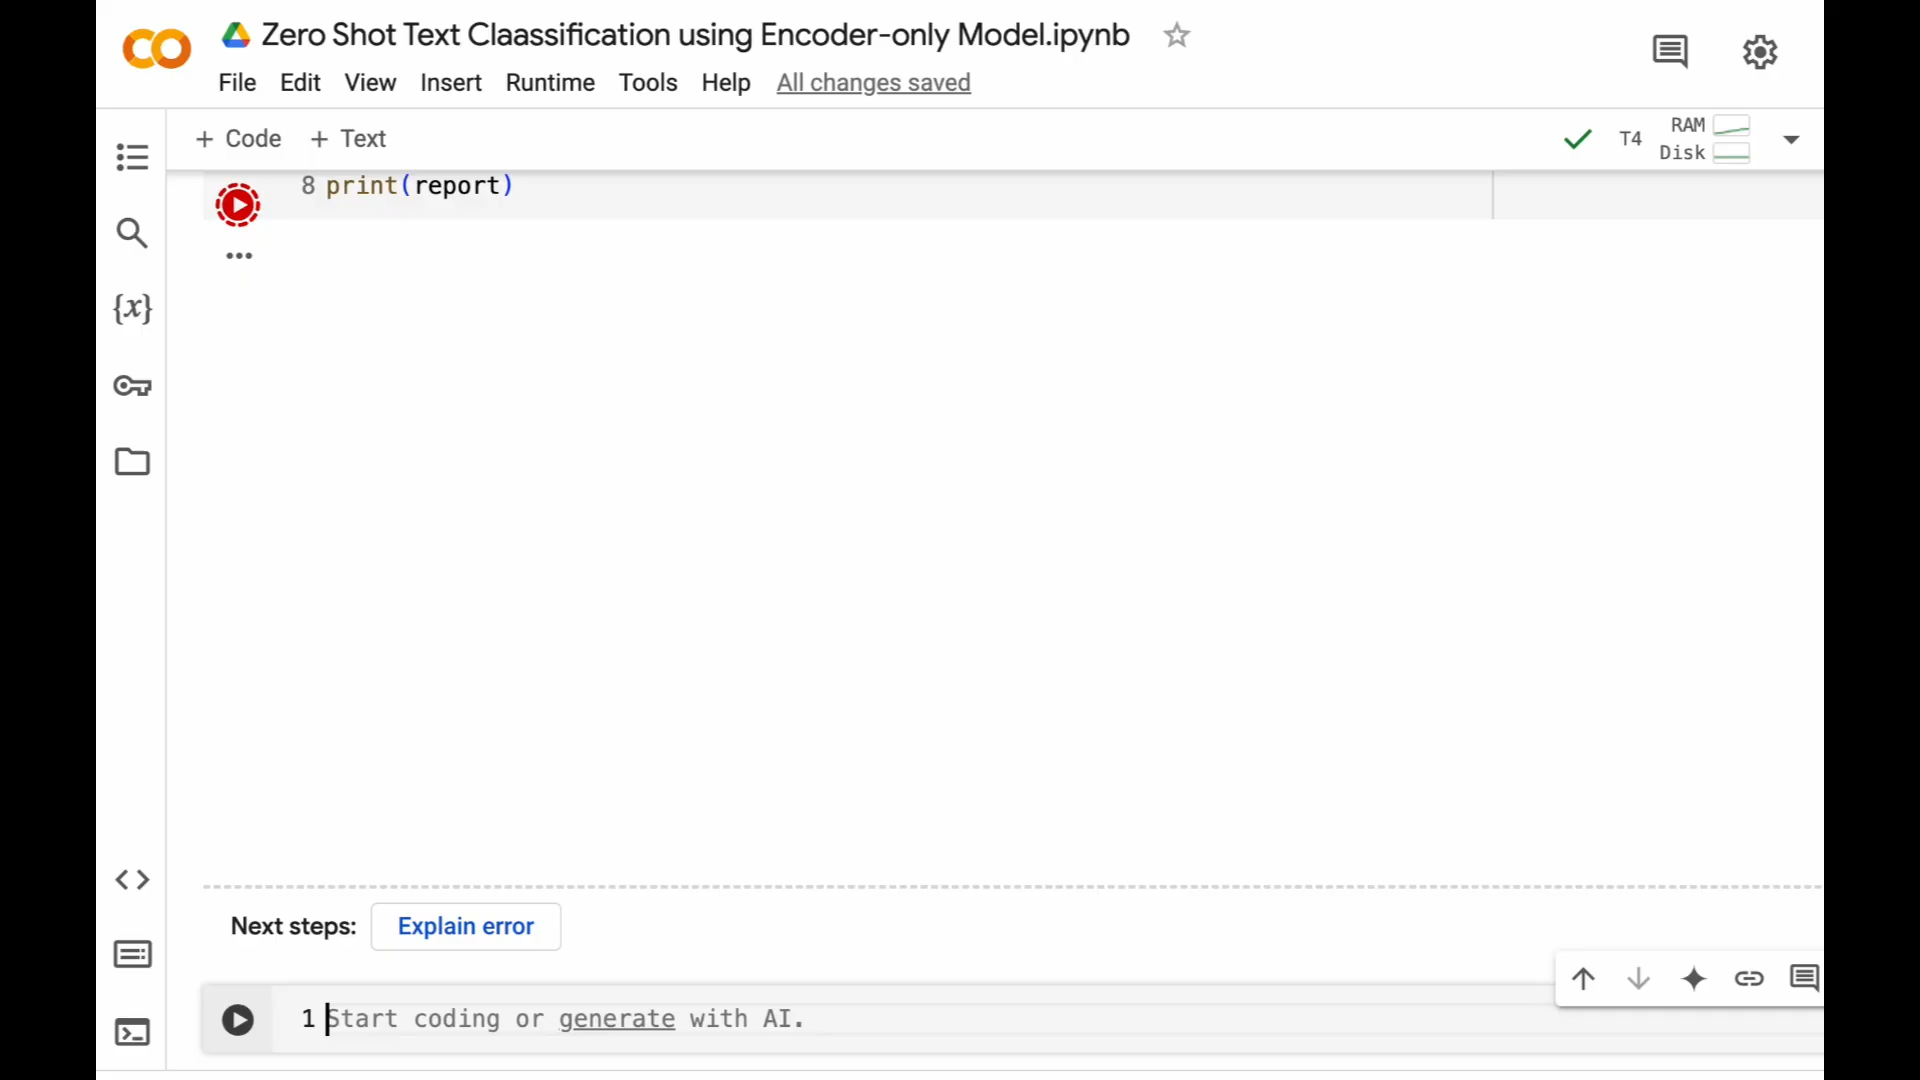 Zero Shot Text Claassification using Encoder-only Model.ipynb
File Edit View Insert Runtime Tools Help All changes saved
+ Code + Text
T4 RAM Disk
8 print(report)
{x}
Next steps: Explain error
1 Start coding or generate with AI.